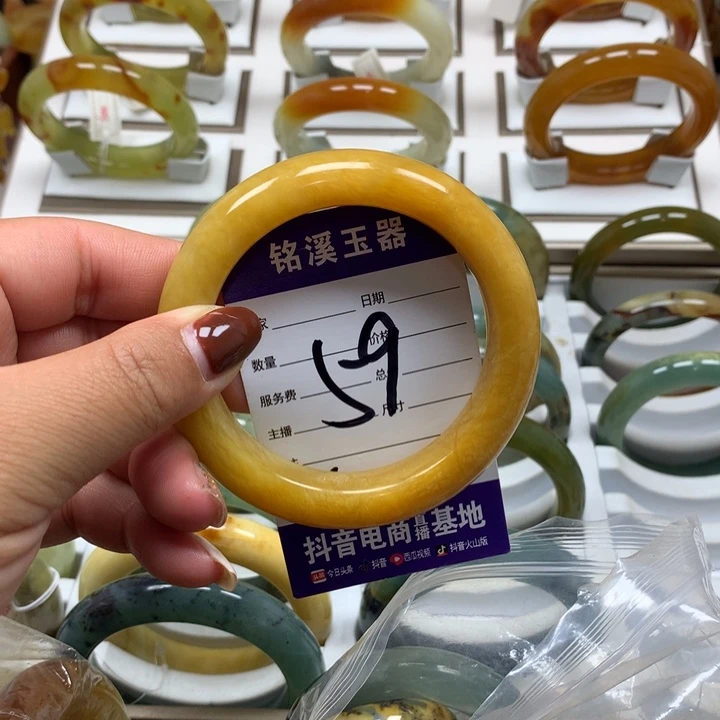 铭溪玉器
家
日期
数量
价格
服务费
总
主播
尺寸
59
抖音电商直播基地
头条 今日头条 抖音 西瓜视频 抖音火山版